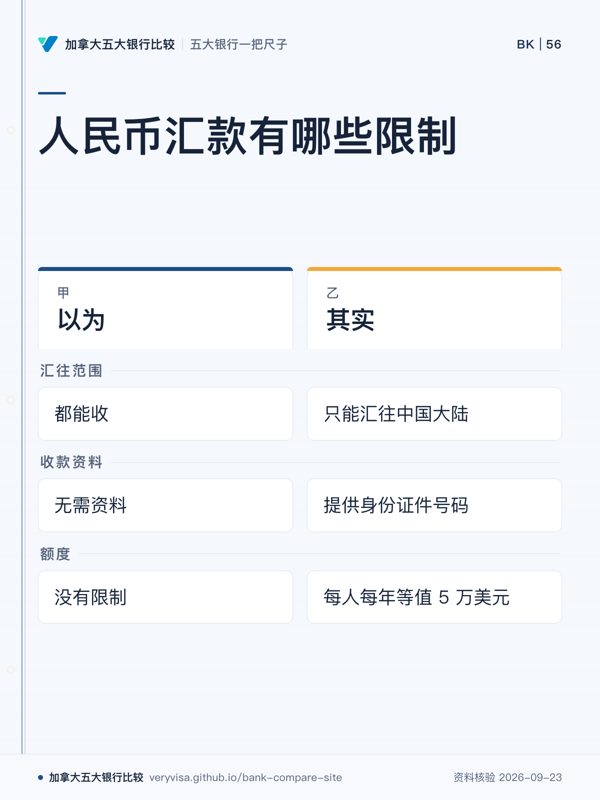 加拿大五大银行比较 五大银行一把尺子 BK | 56
人民币汇款有哪些限制
甲 乙
以为 其实
汇往范围
都能收 只能汇往中国大陆
收款资料
无需资料 提供身份证件号码
额度
没有限制 每人每年等值 5 万美元
加拿大五大银行比较 veryvisa.github.io/bank-compare-site 资料核验 2026-09-23